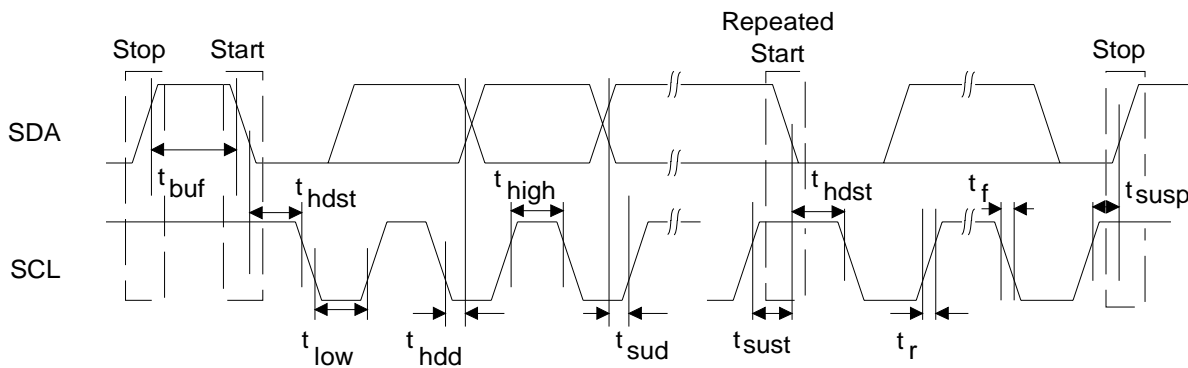 Repeated
Stop Start Start Stop
SDA
t buf
t hdst
t high
t hdst
t f
t susp
SCL
t low
t hdd
t sud
t sust
t r